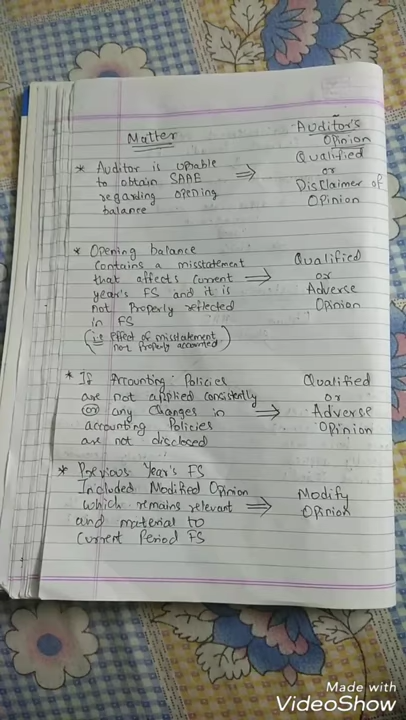 Matter
Auditor's
Opinion
* Auditor is unable
to obtain SAAE
regarding opening
balance
⇒
Qualified
or
Disclaimer of
Opinion
* Opening balance
contains a misstatement
that affects current
year's FS and it is
not Properly reflected
in FS
(i.e effect of misstatement
not Properly accounted)
⇒
Qualified
or
Adverse
Opinion
* If Accounting Policies
are not applied consistently
(or) any changes in
accounting Policies
are not disclosed
⇒
Qualified
or
Adverse
Opinion
* Previous Year's FS
Included Modified Opinion
which remains relevant
and material to
Current Period FS
⇒
Modify
Opinion
Made with
VideoShow